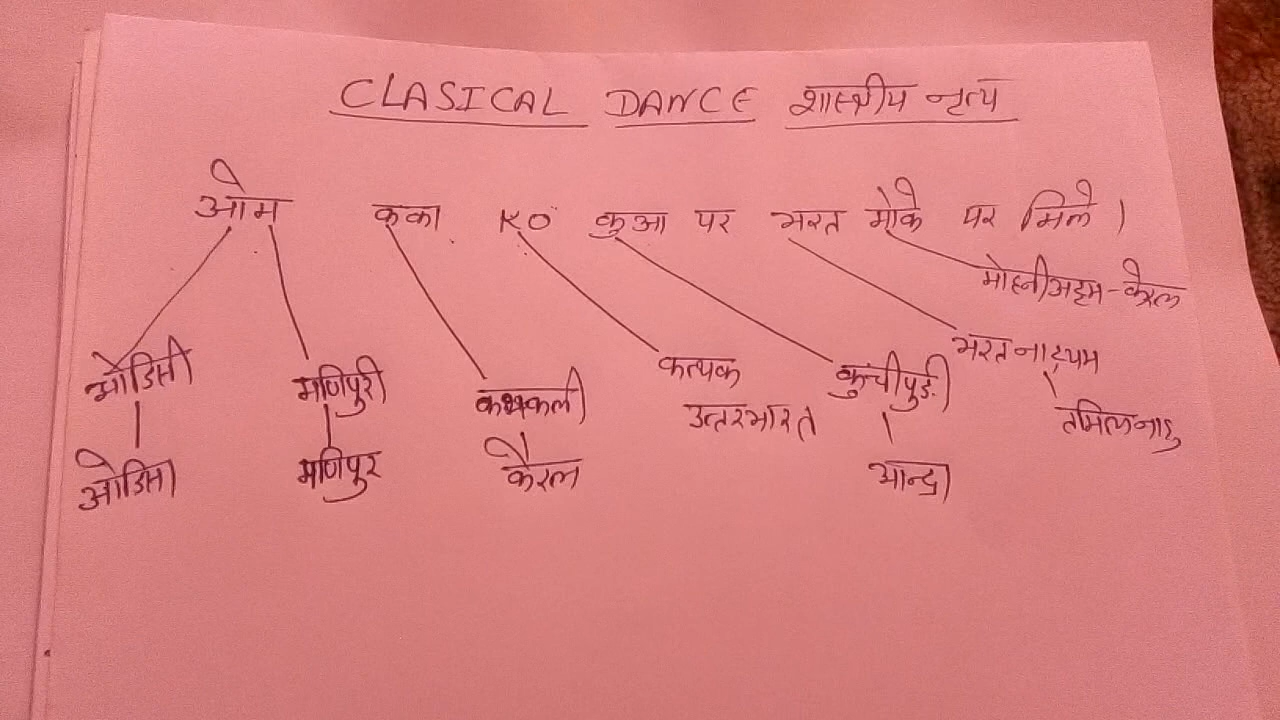 CLASICAL DANCE शास्त्रीय नृत्य
ओम कका KO कुआ पर भरत मोके पर मिले।
मोहनीअट्टम-केरल
भरतनाट्यम
ओडिसी मणिपुरी कथकली कत्थक कुचीपुड़ी
उत्तरभारत तमिलनाडु
ओडिसा मणिपुर कैरल आन्द्रा